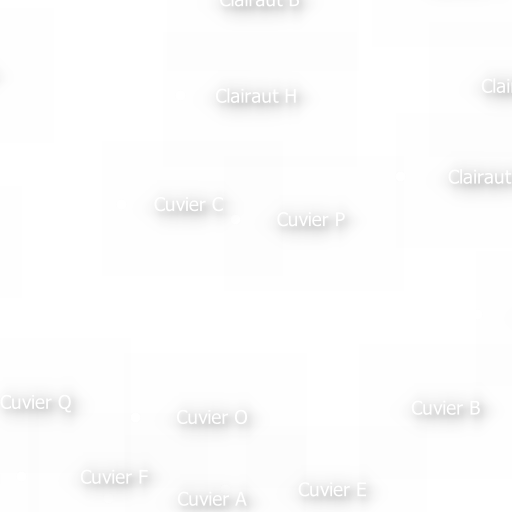 Clairaut B
Clai
Clairaut H
Clairaut
Cuvier C
Cuvier P
Cuvier Q
Cuvier B
Cuvier O
Cuvier F
Cuvier E
Cuvier A